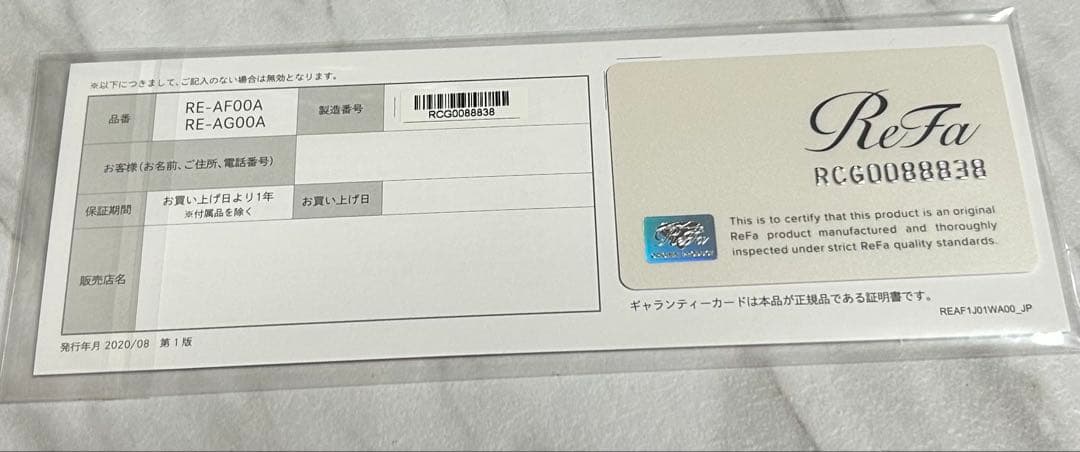 ※以下につきまして、ご記入のない場合は無効となります。
品番
RE-AF00A
RE-AG00A
製造番号
RCG0088838
お客様(お名前、ご住所、電話番号)
保証期間
お買い上げ日より1年
※付属品を除く
お買い上げ日
販売店名
発行年月 2020/08 第1版
ReFa
RCG0088838
ReFa
This is to certify that this product is an original
ReFa product manufactured and thoroughly
inspected under strict ReFa quality standards.
ギャランティーカードは本品が正規品である証明書です。
REAF1J01WA00_JP